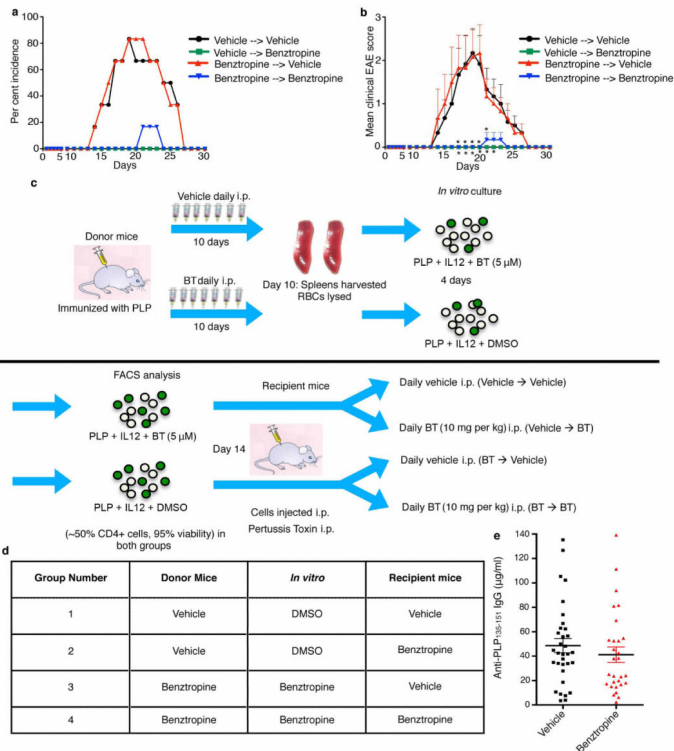 a
100
80
60
40
20
0
Per cent incidence
0 5 10 15 20 25 30
Days
Vehicle --> Vehicle
Vehicle --> Benztropine
Benztropine --> Vehicle
Benztropine --> Benztropine
b
3
2
1
0
Mean clinical EAE score
0 5 10 15 20 25 30
Days
Vehicle --> Vehicle
Vehicle --> Benztropine
Benztropine --> Vehicle
Benztropine --> Benztropine
c
Donor mice
Immunized with PLP
Vehicle daily i.p.
10 days
BT daily i.p.
10 days
Day 10: Spleens harvested
RBCs lysed
In vitro culture
PLP + IL12 + BT (5 µM)
4 days
PLP + IL12 + DMSO
FACS analysis
PLP + IL12 + BT (5 µM)
PLP + IL12 + DMSO
(~50% CD4+ cells, 95% viability) in
both groups
Recipient mice
Day 14
Cells injected i.p.
Pertussis Toxin i.p.
Daily vehicle i.p. (Vehicle → Vehicle)
Daily BT (10 mg per kg) i.p. (Vehicle → BT)
Daily vehicle i.p. (BT → Vehicle)
Daily BT (10 mg per kg) i.p. (BT → BT)
d
Group Number Donor Mice In vitro Recipient mice
1 Vehicle DMSO Vehicle
2 Vehicle DMSO Benztropine
3 Benztropine Benztropine Vehicle
4 Benztropine Benztropine Benztropine
e
140
120
100
80
60
40
20
0
Anti-PLP135-151 IgG (µg/ml)
Vehicle
Benztropine